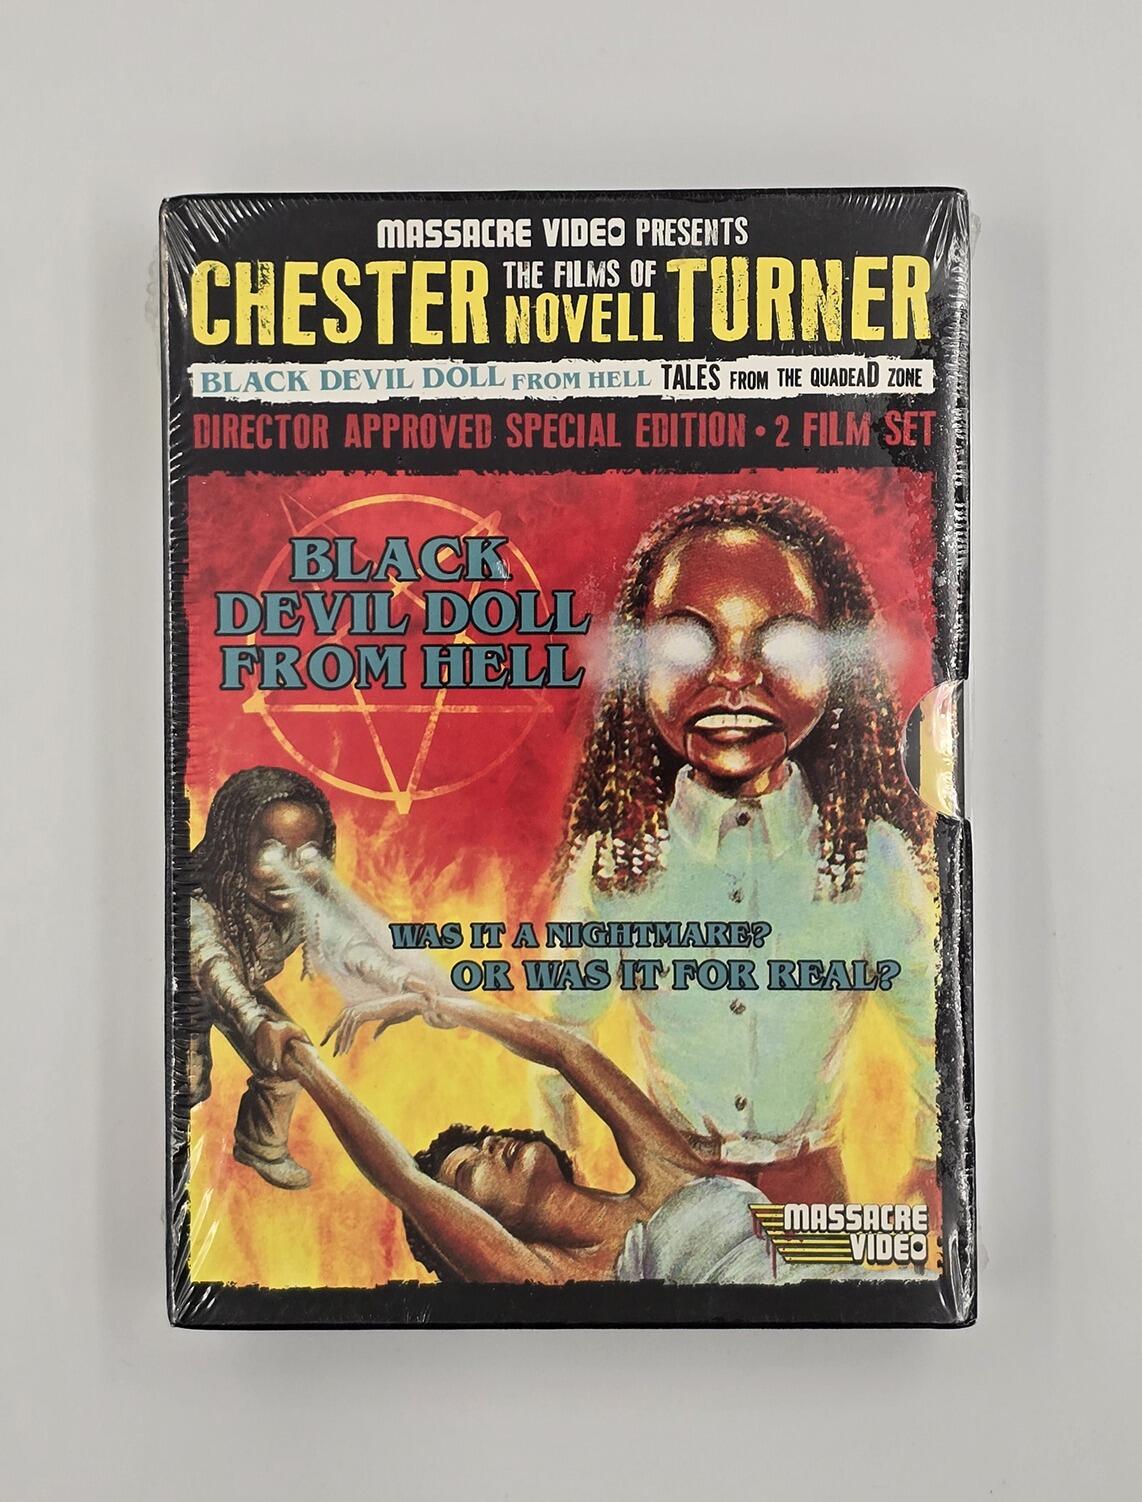 MASSACRE VIDEO PRESENTS
CHESTER THE FILMS OF NOVELL TURNER
BLACK DEVIL DOLL FROM HELL TALES FROM THE QUADEAD ZONE
DIRECTOR APPROVED SPECIAL EDITION • 2 FILM SET
BLACK
DEVIL DOLL
FROM HELL
WAS IT A NIGHTMARE?
OR WAS IT FOR REAL?
MASSACRE
VIDEO